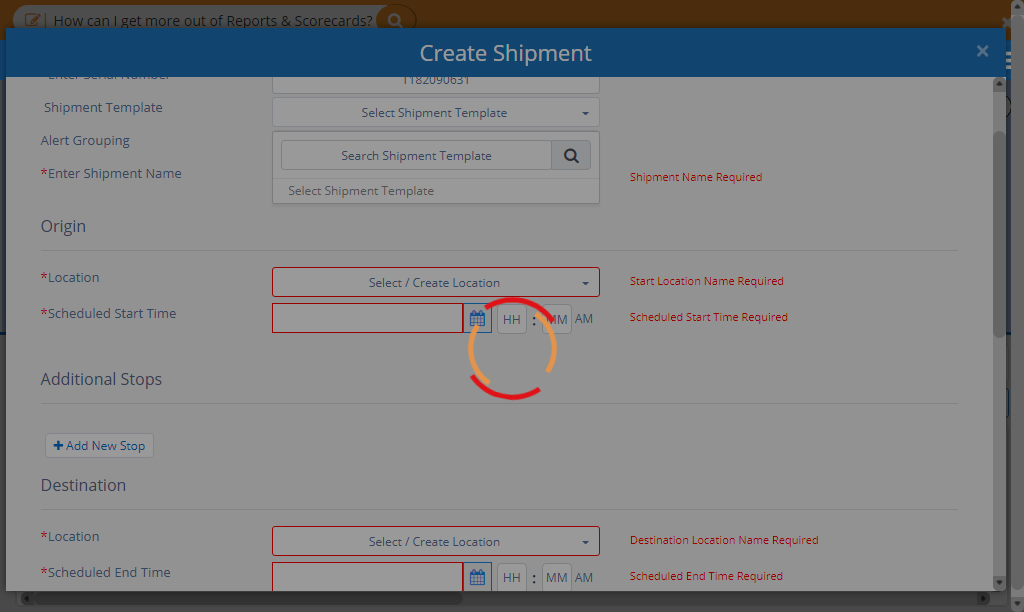 How can I get more out of Reports & Scorecards?
Create Shipment ×
Enter Serial Number 1182090631
Shipment Template Select Shipment Template
Alert Grouping
Search Shipment Template
*Enter Shipment Name Shipment Name Required
Select Shipment Template
Origin
*Location Select / Create Location Start Location Name Required
*Scheduled Start Time HH : MM AM Scheduled Start Time Required
Additional Stops
+ Add New Stop
Destination
*Location Select / Create Location Destination Location Name Required
*Scheduled End Time HH : MM AM Scheduled End Time Required